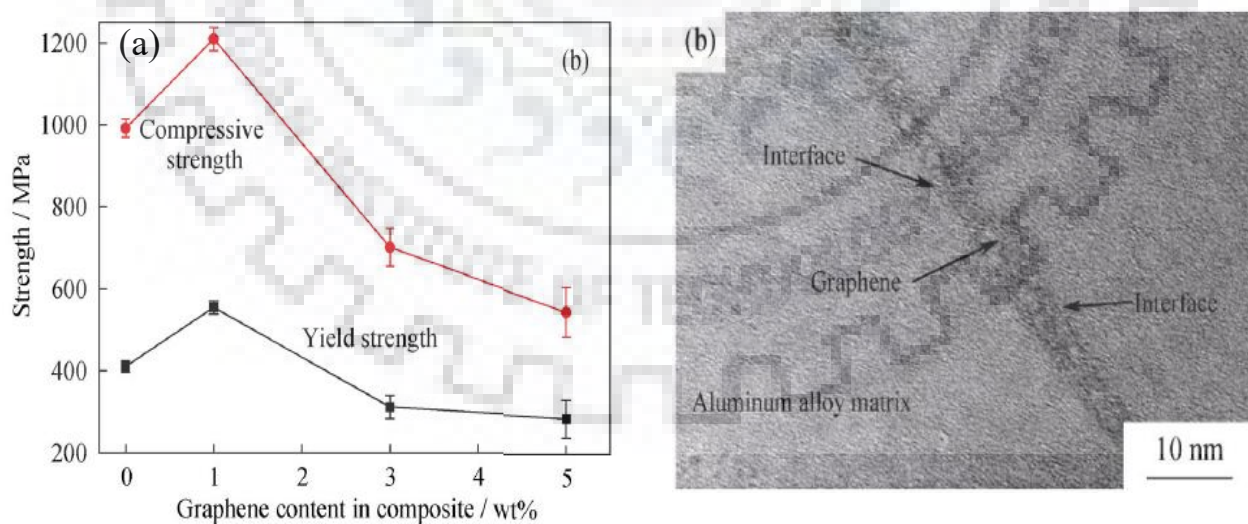 (a)
(b)
1200
1000
800
600
400
200
Strength / MPa
Compressive
strength
Yield strength
0 1 2 3 4 5
Graphene content in composite / wt%
(b)
Interface
Graphene
Interface
Aluminum alloy matrix
10 nm